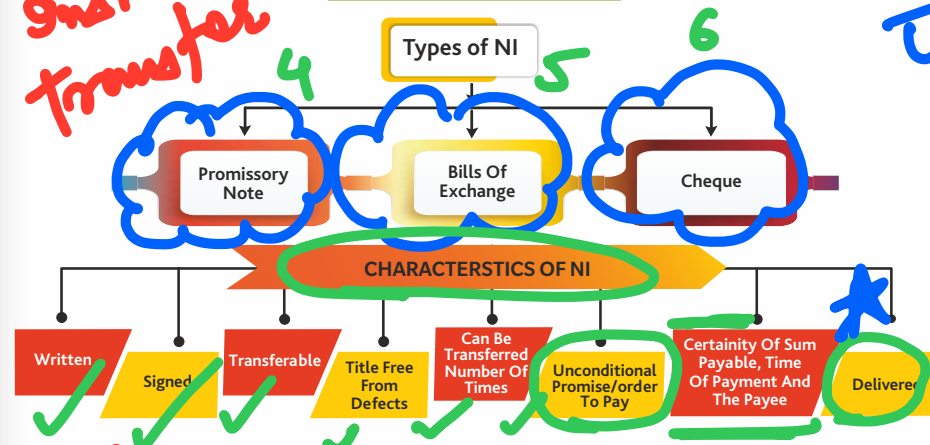 transfer
4
5
6
Types of NI
Promissory
Note
Bills Of
Exchange
Cheque
CHARACTERSTICS OF NI
Written
Signed
Transferable
Title Free
From
Defects
Can Be
Transferred
Number Of
Times
Unconditional
Promise/order
To Pay
Certainity Of Sum
Payable, Time
Of Payment And
The Payee
Delivered